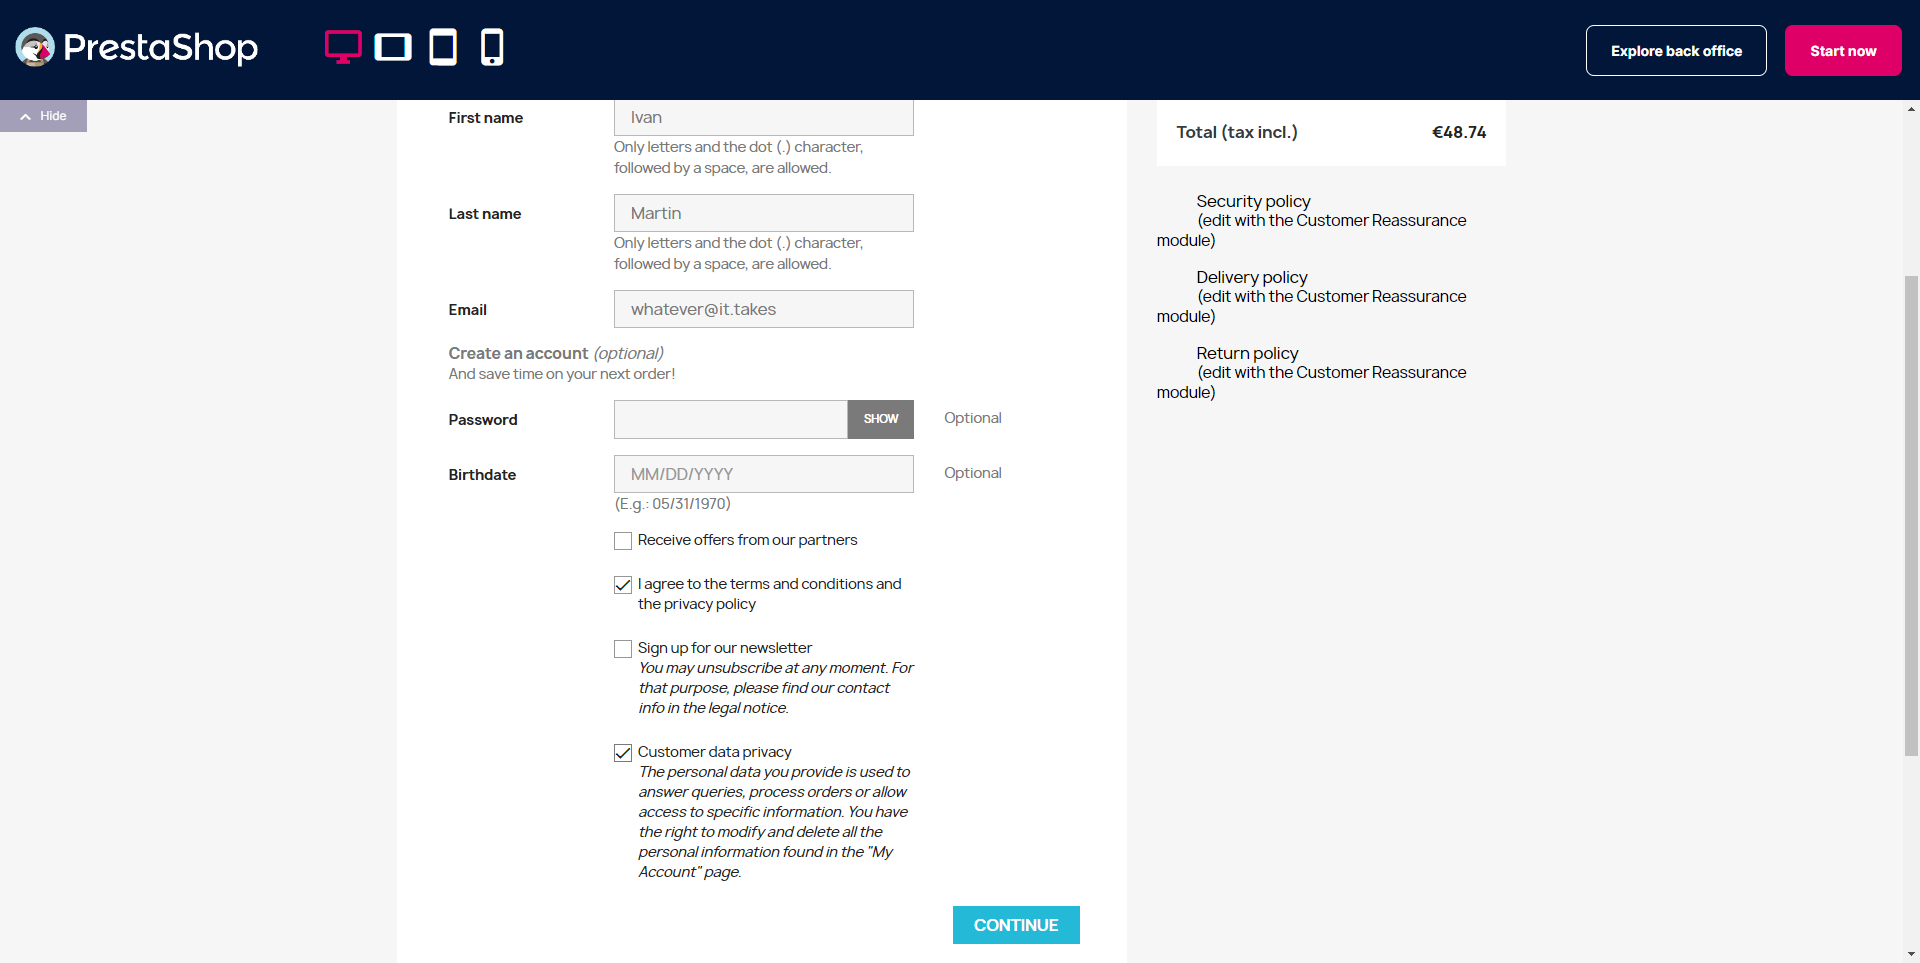 PrestaShop
Explore back office
Start now
Hide
First name
Ivan
Only letters and the dot (.) character,
followed by a space, are allowed.
Last name
Martin
Only letters and the dot (.) character,
followed by a space, are allowed.
Email
whatever@it.takes
Create an account (optional)
And save time on your next order!
Password
SHOW
Optional
Birthdate
MM/DD/YYYY
Optional
(E.g.: 05/31/1970)
Receive offers from our partners
I agree to the terms and conditions and
the privacy policy
Sign up for our newsletter
You may unsubscribe at any moment. For
that purpose, please find our contact
info in the legal notice.
Customer data privacy
The personal data you provide is used to
answer queries, process orders or allow
access to specific information. You have
the right to modify and delete all the
personal information found in the "My
Account" page.
CONTINUE
Total (tax incl.)
€48.74
Security policy
(edit with the Customer Reassurance
module)
Delivery policy
(edit with the Customer Reassurance
module)
Return policy
(edit with the Customer Reassurance
module)